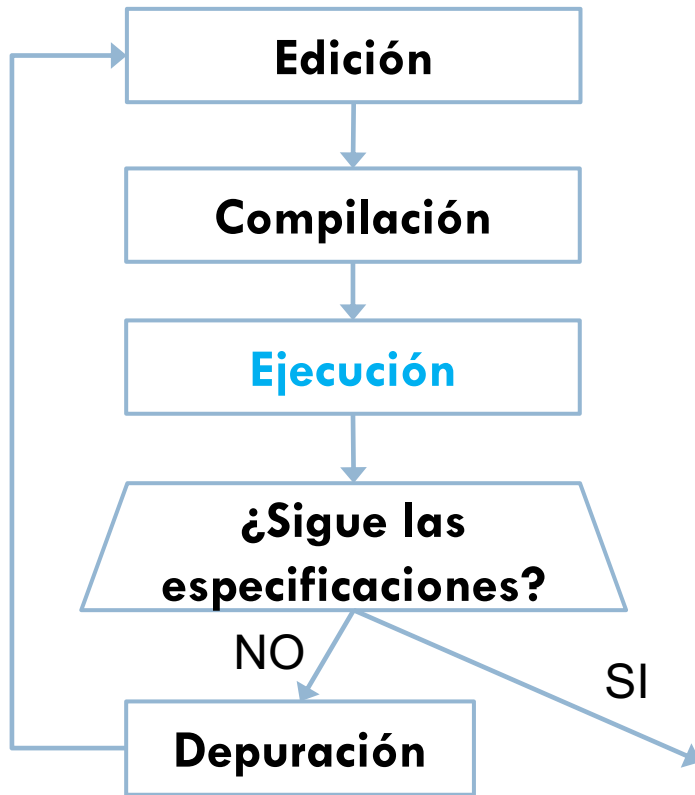 Edición
Compilación
Ejecución
¿Sigue las
especificaciones?
NO
SI
Depuración